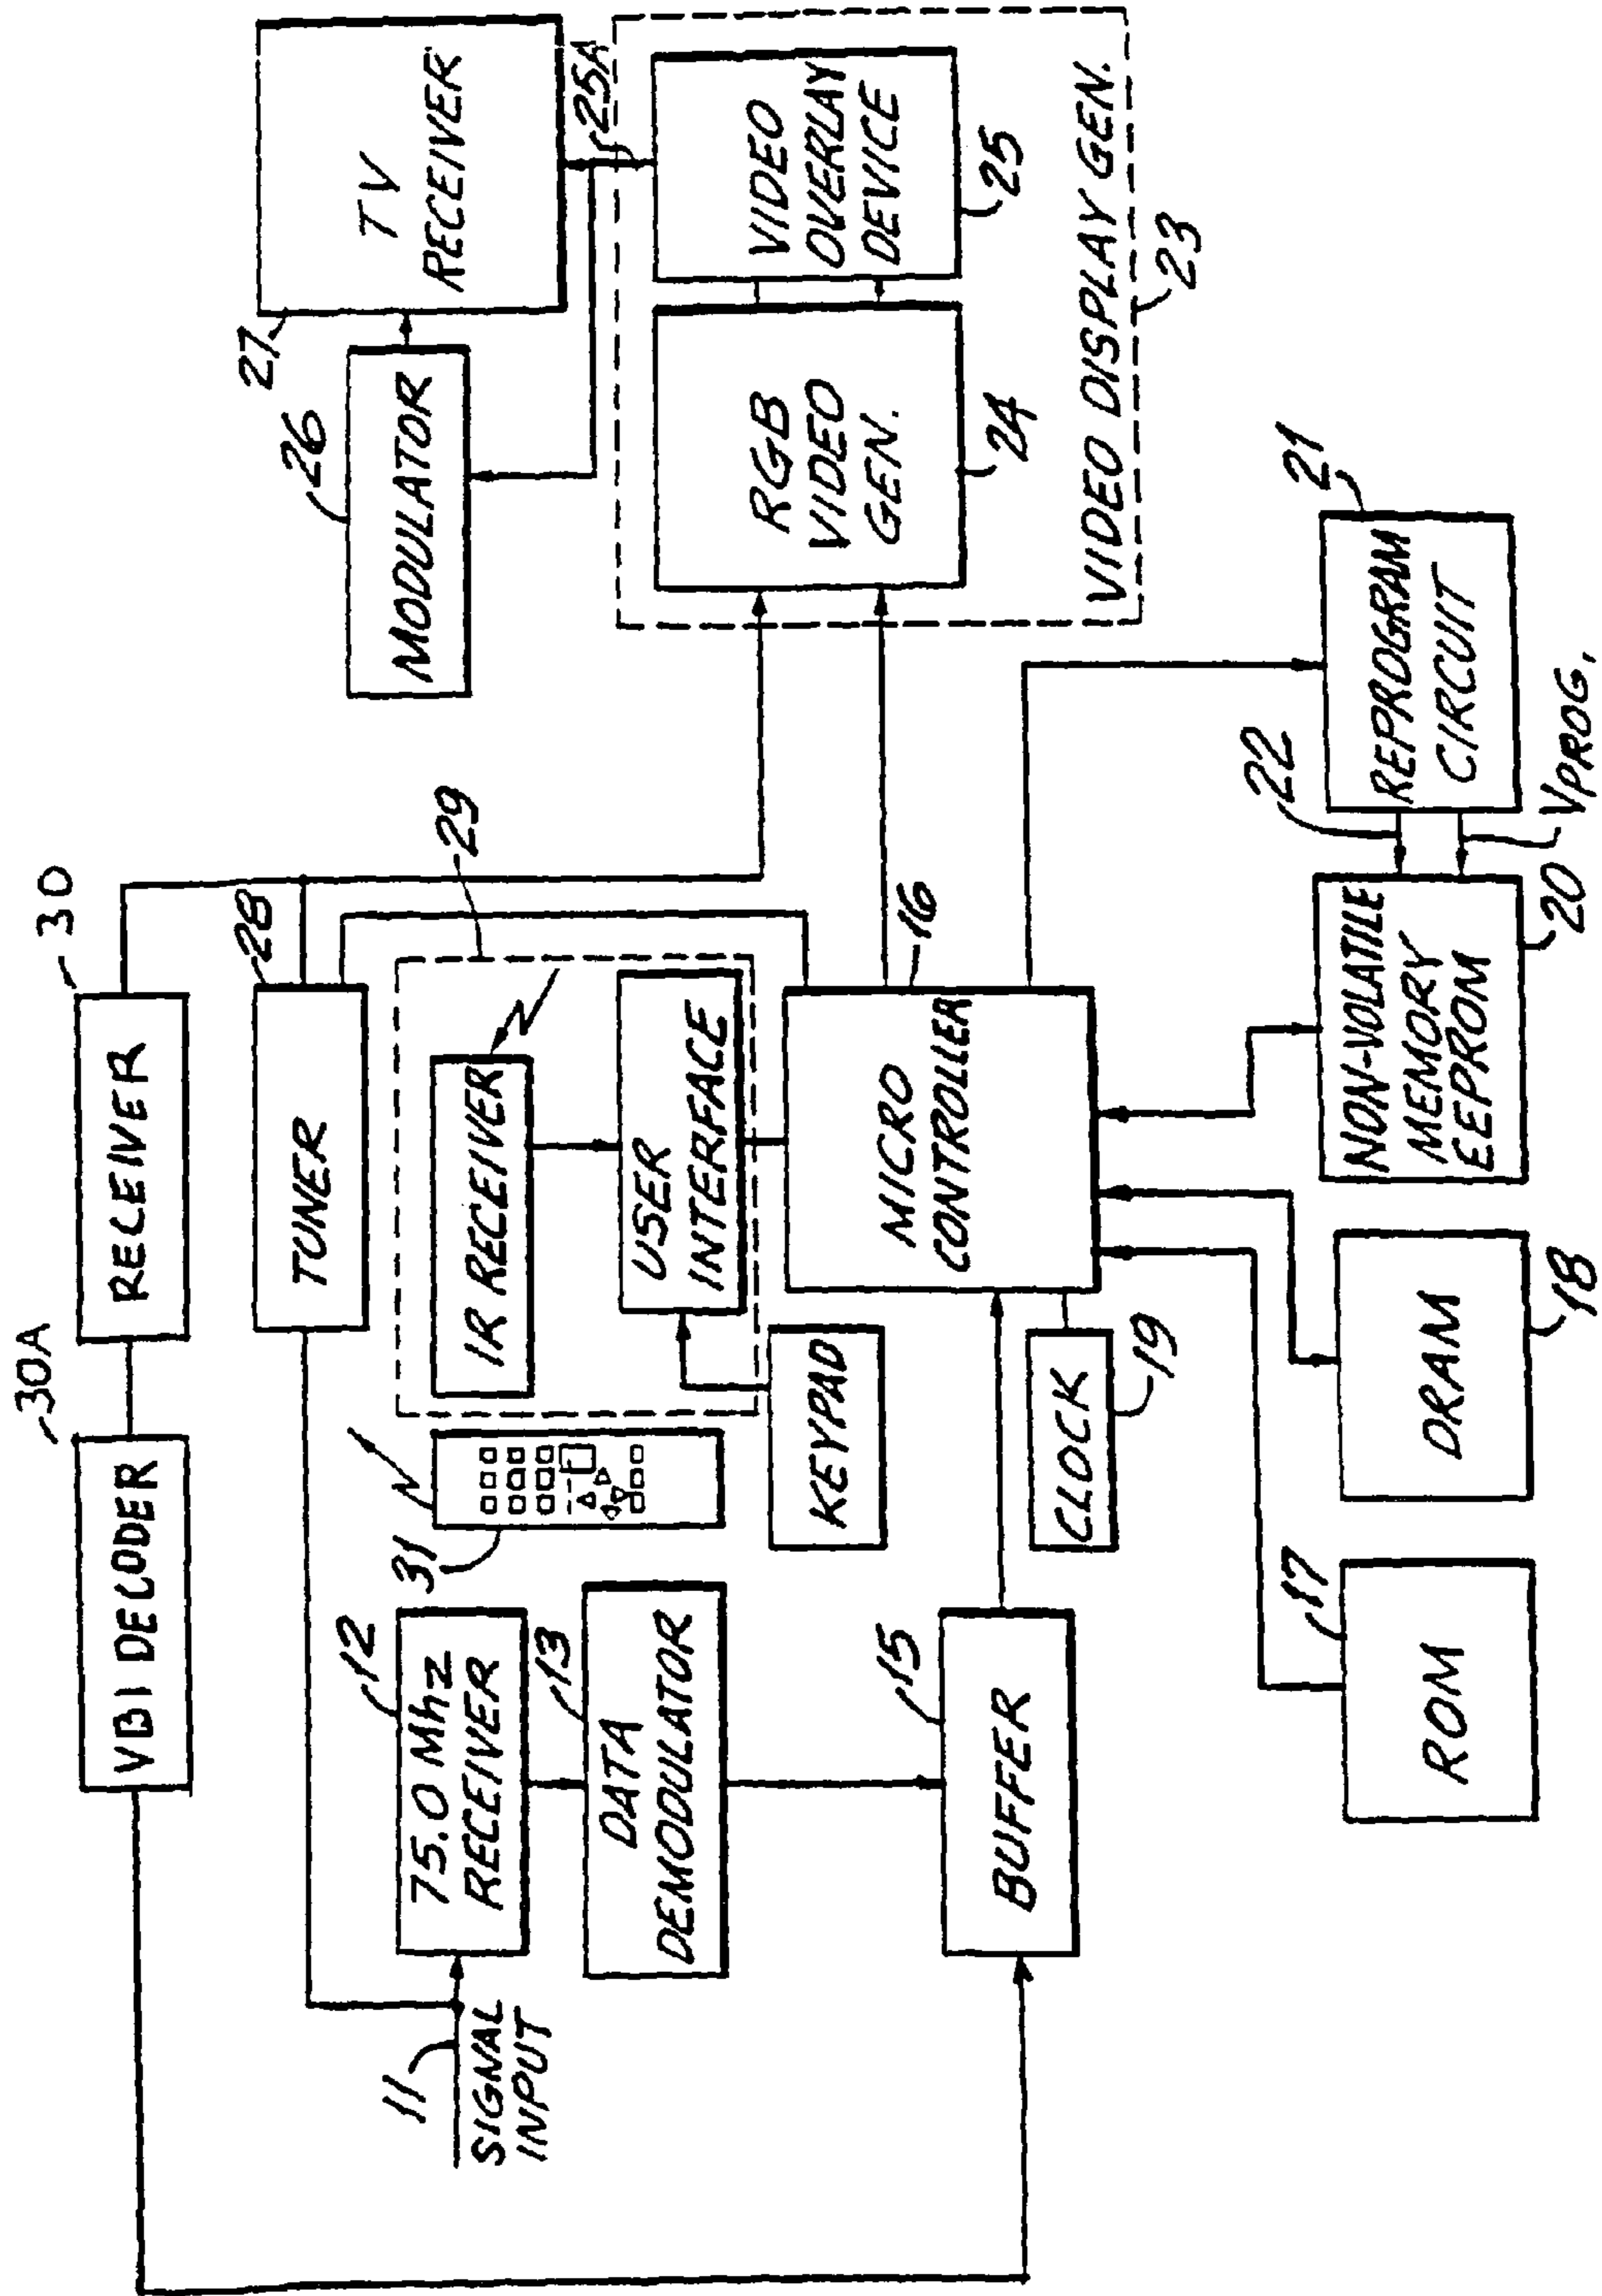 30A
30
VBI DECODER
RECEIVER
28
TUNER
27
TV
RECEIVER
26
MODULATOR
25A
12
75.0 Mhz
RECEIVER
31
IR RECEIVER
29
11
SIGNAL
INPUT
13
DATA
DEMODULATOR
USER
INTERFACE
KEYPAD
RGB
VIDEO
GEN.
24
VIDEO
OVERLAY
DEVICE
25
VIDEO DISPLAY GEN.
23
15
BUFFER
MICRO
CONTROLLER
16
CLOCK
19
17
ROM
DRAM
18
NON-VOLATILE
MEMORY
EEPROM
20
22
REPROGRAM
CIRCUIT
21
VPROG.